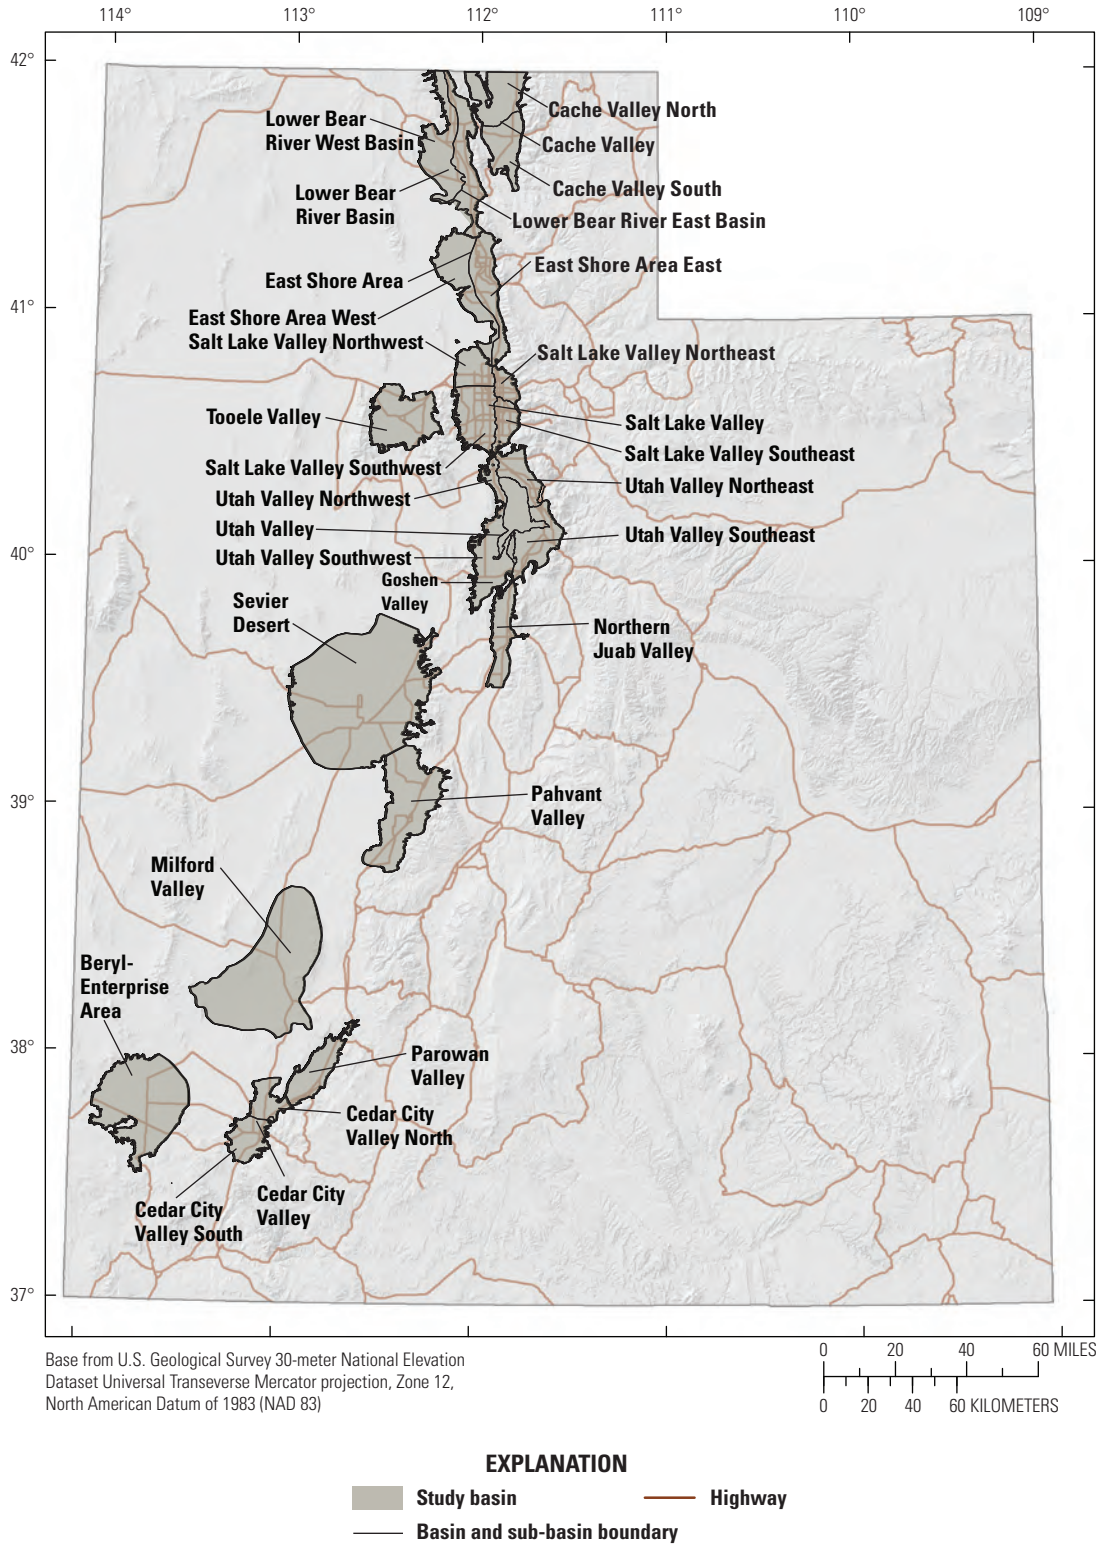 114°
113°
112°
111°
110°
109°
42°
Lower Bear
River West Basin
Cache Valley North
Cache Valley
Cache Valley South
Lower Bear
River Basin
Lower Bear River East Basin
East Shore Area East
East Shore Area
41°
East Shore Area West
Salt Lake Valley Northwest
Salt Lake Valley Northeast
Tooele Valley
Salt Lake Valley
Salt Lake Valley Southeast
Salt Lake Valley Southwest
Utah Valley Northeast
Utah Valley Northwest
Utah Valley
Utah Valley Southeast
40°
Utah Valley Southwest
Goshen
Valley
Sevier
Desert
Northern
Juab Valley
39°
Pahvant
Valley
Milford
Valley
Beryl-
Enterprise
Area
38°
Parowan
Valley
Cedar City
Valley North
Cedar City
Valley
Cedar City
Valley South
37°
Base from U.S. Geological Survey 30-meter National Elevation
Dataset Universal Transeverse Mercator projection, Zone 12,
North American Datum of 1983 (NAD 83)
0 20 40 60 MILES
0 20 40 60 KILOMETERS
EXPLANATION
Study basin
Highway
Basin and sub-basin boundary